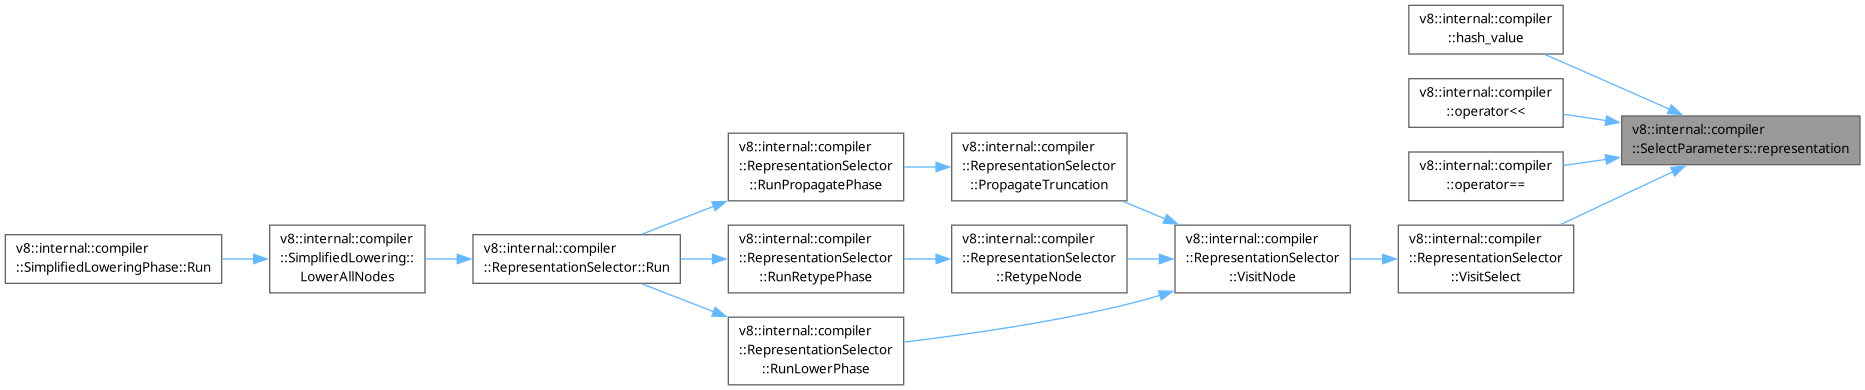 v8::internal::compiler
::SimplifiedLoweringPhase::Run
v8::internal::compiler
::SimplifiedLowering::
LowerAllNodes
v8::internal::compiler
::RepresentationSelector::Run
v8::internal::compiler
::RepresentationSelector
::RunPropagatePhase
v8::internal::compiler
::RepresentationSelector
::RunRetypePhase
v8::internal::compiler
::RepresentationSelector
::RunLowerPhase
v8::internal::compiler
::RepresentationSelector
::PropagateTruncation
v8::internal::compiler
::RepresentationSelector
::RetypeNode
v8::internal::compiler
::RepresentationSelector
::VisitNode
v8::internal::compiler
::hash_value
v8::internal::compiler
::operator<<
v8::internal::compiler
::operator==
v8::internal::compiler
::RepresentationSelector
::VisitSelect
v8::internal::compiler
::SelectParameters::representation